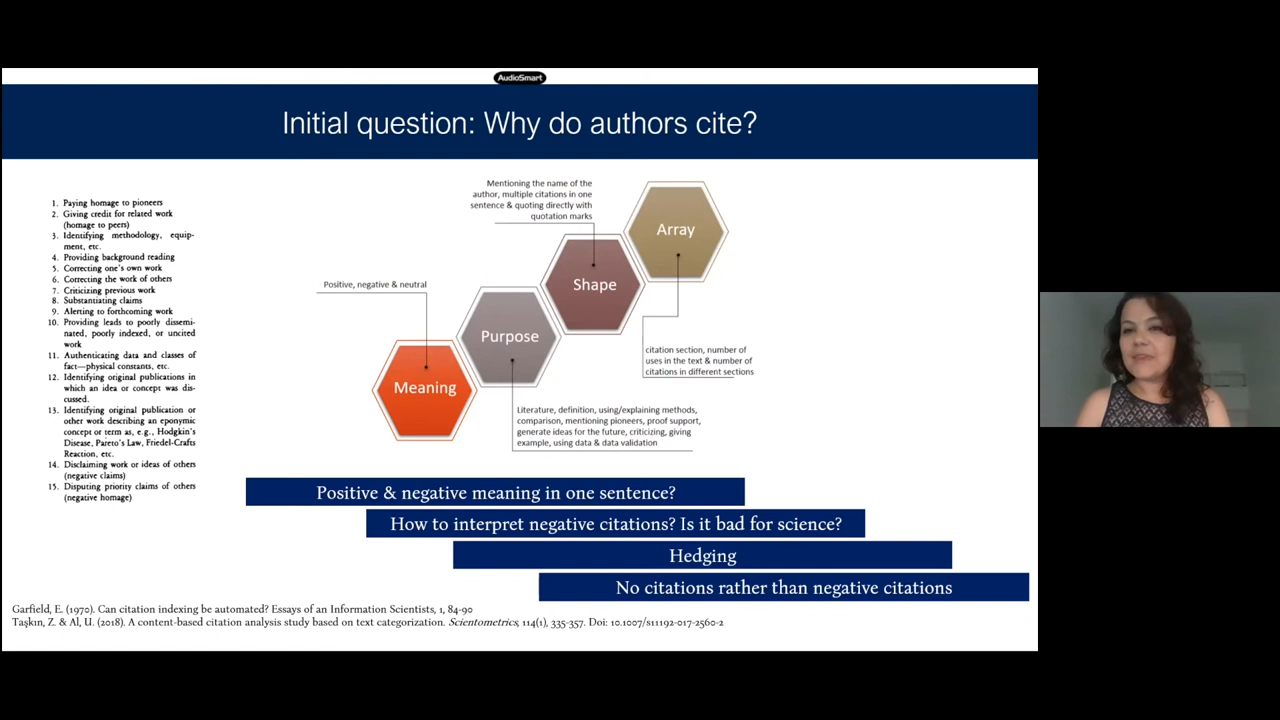 AudioSmart
Initial question: Why do authors cite?
1. Paying homage to pioneers
2. Giving credit for related work
(homage to peers)
3. Identifying methodology, equip-
ment, etc.
4. Providing background reading
5. Correcting one's own work
6. Correcting the work of others
7. Criticizing previous work
8. Substantiating claims
9. Alerting to forthcoming work
10. Providing leads to poorly dissemi-
nated, poorly indexed, or uncited
work
11. Authenticating data and classes of
fact—physical constants, etc.
12. Identifying original publications in
which an idea or concept was dis-
cussed.
13. Identifying original publication or
other work describing an eponymic
concept or term as, e.g., Hodgkin's
Disease, Pareto's Law, Friedel-Crafts
Reaction, etc.
14. Disclaiming work or ideas of others
(negative claims)
15. Disputing priority claims of others
(negative homage)
Positive, negative & neutral
Meaning
Purpose
Literature, definition, using/explaining methods,
comparison, mentioning pioneers, proof support,
generate ideas for the future, criticizing, giving
example, using data & data validation
Mentioning the name of the
author, multiple citations in one
sentence & quoting directly with
quotation marks
Shape
Array
citation section, number of
uses in the text & number of
citations in different sections
Positive & negative meaning in one sentence?
How to interpret negative citations? Is it bad for science?
Hedging
No citations rather than negative citations
Garfield, E. (1970). Can citation indexing be automated? Essays of an Information Scientists, 1, 84-90
Taşkın, Z. & Al, U. (2018). A content-based citation analysis study based on text categorization. Scientometrics, 114(1), 335-357. Doi: 10.1007/s11192-017-2560-2